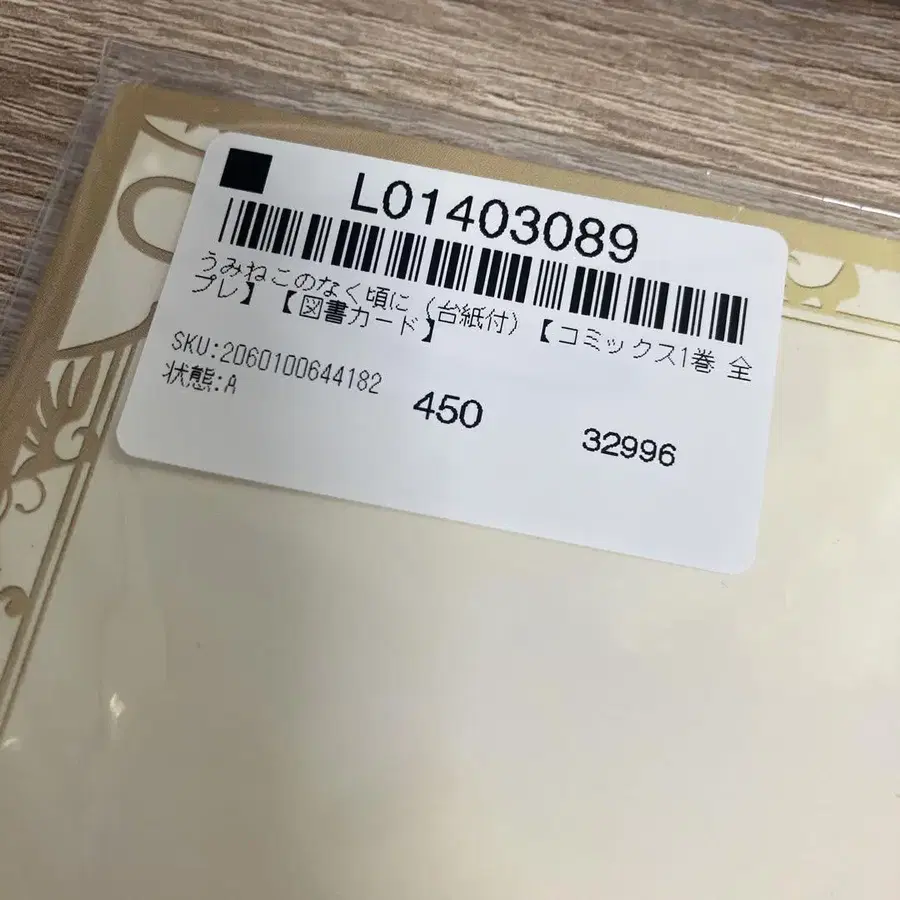 L01403089
うみねこのなく頃に（台紙付）【コミックス1巻 全
プレ】【図書カード】
SKU:2060100644182
状態:A
450
32996